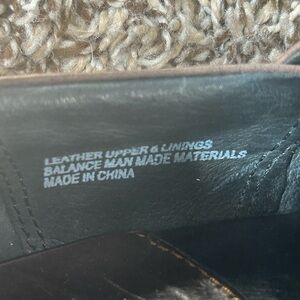 LEATHER UPPER & LININGS
BALANCE MAN MADE MATERIALS
MADE IN CHINA